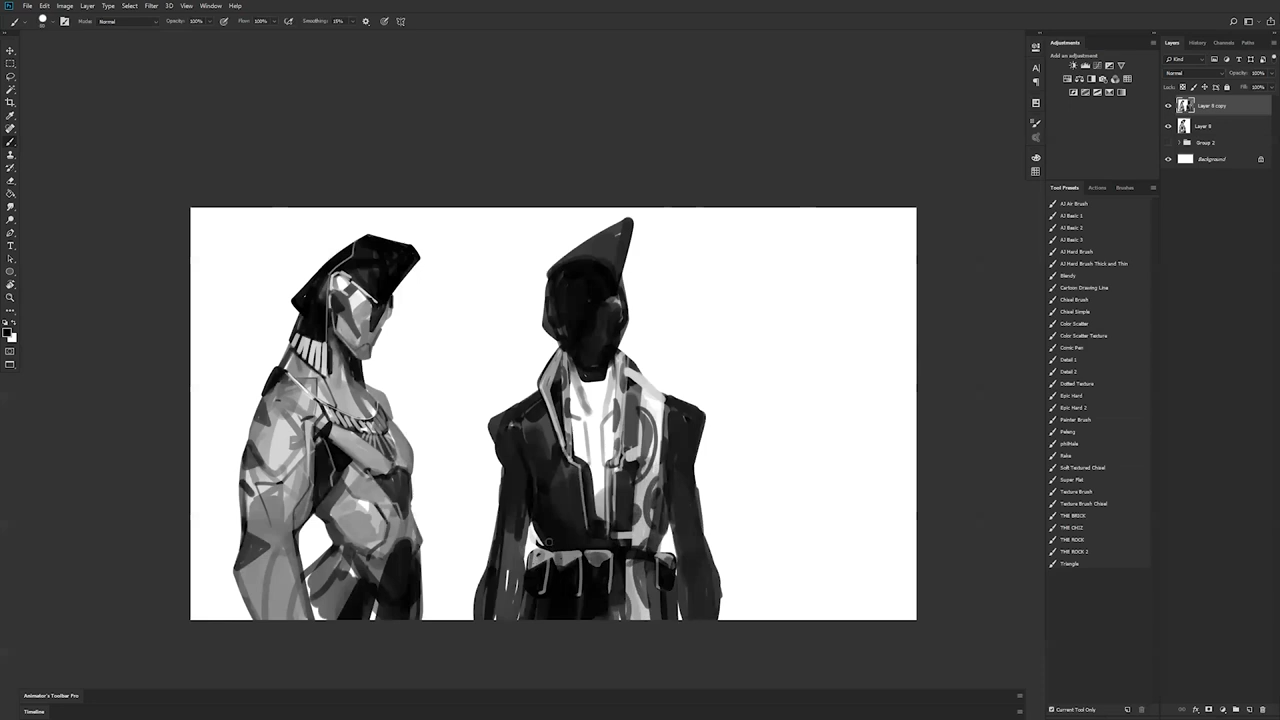 File Edit Image Layer Type Select Filter 3D View Window Help
Mode: Normal Opacity: 100% Flow: 100% Smoothing: 15%
Adjustments
Add an adjustment
Layers History Channels Paths
Kind
Normal Opacity: 100%
Lock: Fill: 100%
Layer 8 copy
Layer 8
Group 2
Background
Tool Presets Actions Brushes
AJ Air Brush
AJ Basic 1
AJ Basic 2
AJ Basic 3
AJ Hard Brush
AJ Hard Brush Thick and Thin
Blendy
Cartoon Drawing Line
Chisel Brush
Chisel Simple
Color Scatter
Color Scatter Texture
Comic Pen
Detail 1
Detail 2
Dotted Texture
Epic Hard
Epic Hard 2
Painter Brush
Rake
Soft Textured Chisel
Super Flat
Texture Brush
Texture Brush Chisel
THE BRICK
THE CHIZ
THE ROCK
THE ROCK 2
Triangle
Current Tool Only
Animator's Toolbar Pro
Timeline